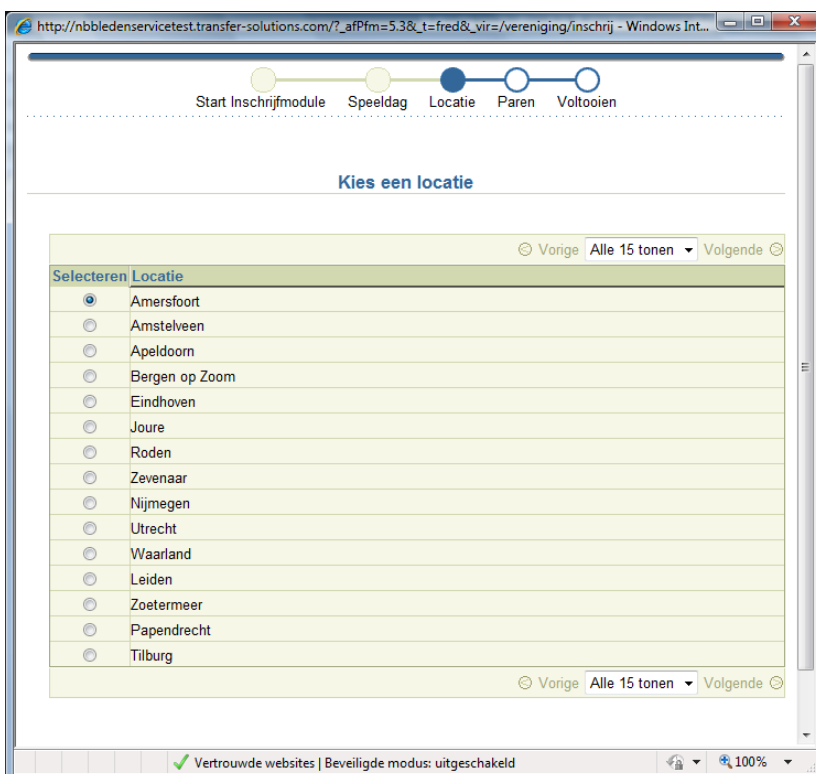 http://nbbledenservicetest.transfer-solutions.com/?_afPfm=5.3&_t=fred&_vir=/vereniging/inschrij - Windows Int...
Start Inschrijfmodule Speeldag Locatie Paren Voltooien
Kies een locatie
Vorige Alle 15 tonen Volgende
Selecteren Locatie
Amersfoort
Amstelveen
Apeldoorn
Bergen op Zoom
Eindhoven
Joure
Roden
Zevenaar
Nijmegen
Utrecht
Waarland
Leiden
Zoetermeer
Papendrecht
Tilburg
Vorige Alle 15 tonen Volgende
Vertrouwde websites | Beveiligde modus: uitgeschakeld 100%